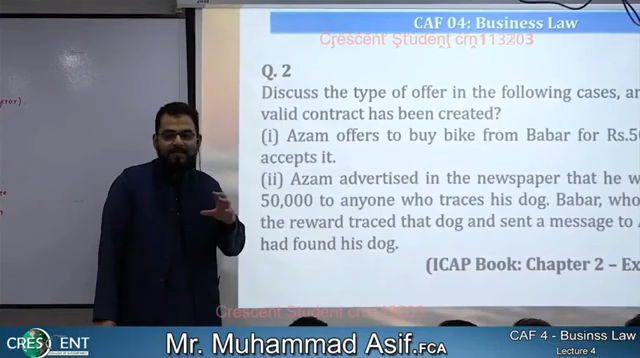 CAF 04: Business Law
Crescent Student crn113203
Q. 2
Discuss the type of offer in the following cases, an
valid contract has been created?
(i) Azam offers to buy bike from Babar for Rs.50
accepts it.
(ii) Azam advertised in the newspaper that he w
50,000 to anyone who traces his dog. Babar, who
the reward traced that dog and sent a message to
had found his dog.
(ICAP Book: Chapter 2 – Ex
Crescent Student crn113203
CRESCENT
Mr. Muhammad Asif.FCA
CAF 4 - Businss Law
Lecture 4